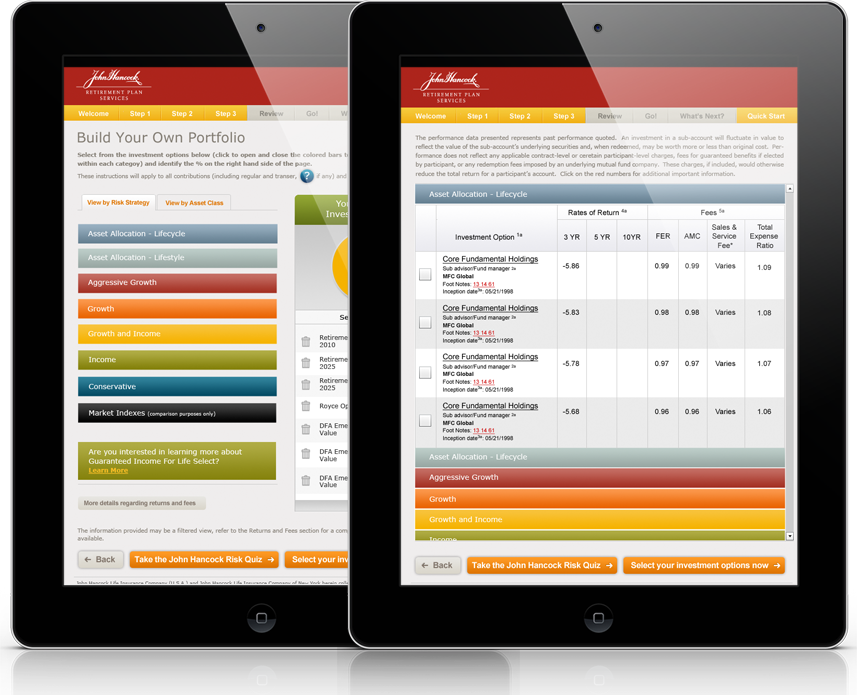 John Hancock
RETIREMENT PLAN
SERVICES
Welcome Step 1 Step 2 Step 3 Review Go! W
Build Your Own Portfolio
Select from the investment options below (click to open and close the colored bars t
within each categoy) and identify the % on the right hand side of the page.
These instructions will apply to all contributions (including regular and transer, ? if any) and
View by Risk Strategy View by Asset Class
Asset Allocation - Lifecycle
Asset Allocation - Lifestyle
Aggressive Growth
Growth
Growth and Income
Income
Conservative
Market Indexes (comparison purposes only)
Are you interested in learning more about
Guaranteed Income For Life Select?
Learn More
More details regarding returns and fees
Yo
Inves
Se
Retireme
2010
Retireme
2025
Retireme
2025
Royce Op
DFA Eme
Value
DFA Eme
Value
DFA Eme
Value
The information provided may be a filtered view, refer to the Returns and Fees section for a com
available.
← Back Take the John Hancock Risk Quiz → Select your inv
John Hancock Life Insurance Company (U.S.A.) and John Hancock Life Insurance Company of New York herein
John Hancock
RETIREMENT PLAN
SERVICES
Welcome Step 1 Step 2 Step 3 Review Go! What's Next? Quick Start
The performance data presented represents past performance quoted. An investment in a sub-account will fluctuate in value to
reflect the value of the sub-account's underlying securities and, when redeemed, may be worth more or less than original cost. Per-
formance does not reflect any applicable contract-level or ceretain participant-level charges, fees for guaranteed benefits if elected
by participant, or any redemption fees imposed by an underlying mutual fund company. These charges, if included, would otherwise
reduce the total return for a participant's account. Click on the red numbers for additional important information.
Asset Allocation - Lifecycle
Rates of Return 4a Fees 5a
Investment Option 1a 3 YR 5 YR 10YR FER AMC Sales & Service Fee* Total Expense Ratio
Core Fundamental Holdings
Sub advisor/Fund manager 2a
MFC Global
Foot Notes: 13 14 61
Inception date3a: 05/21/1998
-5.86 0.99 0.99 Varies 1.09
Core Fundamental Holdings
Sub advisor/Fund manager 2a
MFC Global
Foot Notes: 13 14 61
Inception date3a: 05/21/1998
-5.83 0.98 0.98 Varies 1.08
Core Fundamental Holdings
Sub advisor/Fund manager 2a
MFC Global
Foot Notes: 13 14 61
Inception date3a: 05/21/1998
-5.78 0.97 0.97 Varies 1.07
Core Fundamental Holdings
Sub advisor/Fund manager 2a
MFC Global
Foot Notes: 13 14 61
Inception date3a: 05/21/1998
-5.68 0.96 0.96 Varies 1.06
Asset Allocation - Lifecycle
Aggressive Growth
Growth
Growth and Income
Income
← Back Take the John Hancock Risk Quiz → Select your investment options now →